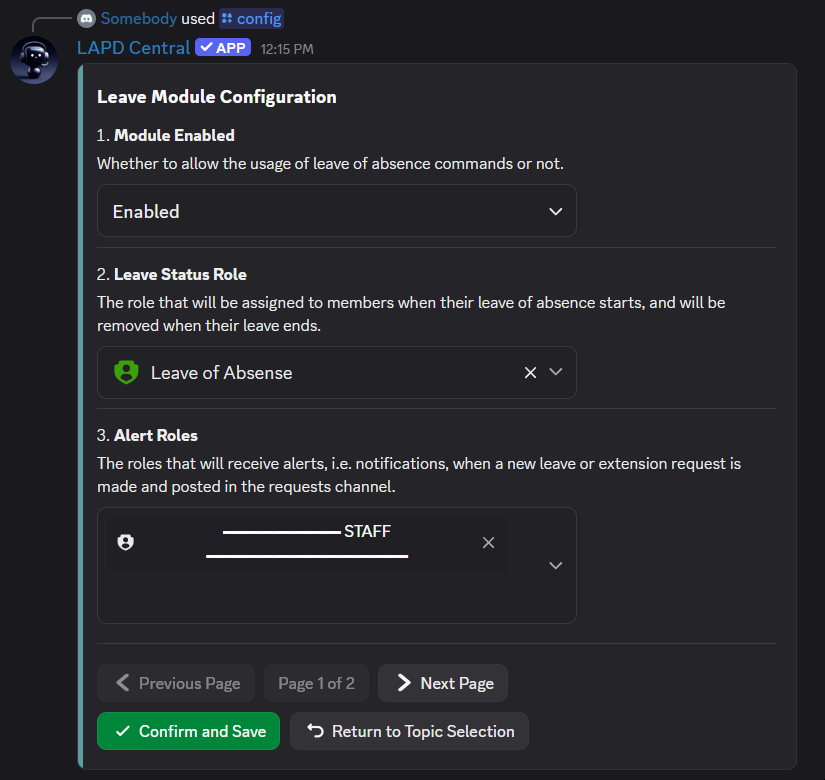 Somebody used config
LAPD Central ✓ APP 12:15 PM
Leave Module Configuration
1. Module Enabled
Whether to allow the usage of leave of absence commands or not.
Enabled
2. Leave Status Role
The role that will be assigned to members when their leave of absence starts, and will be
removed when their leave ends.
Leave of Absense
3. Alert Roles
The roles that will receive alerts, i.e. notifications, when a new leave or extension request is
made and posted in the requests channel.
STAFF
Previous Page Page 1 of 2 Next Page
Confirm and Save Return to Topic Selection